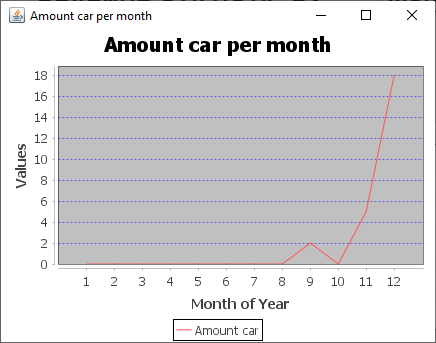 Amount car per month
Amount car per month
18
16
14
12
10
8
6
4
2
0
Values
1 2 3 4 5 6 7 8 9 10 11 12
Month of Year
Amount car